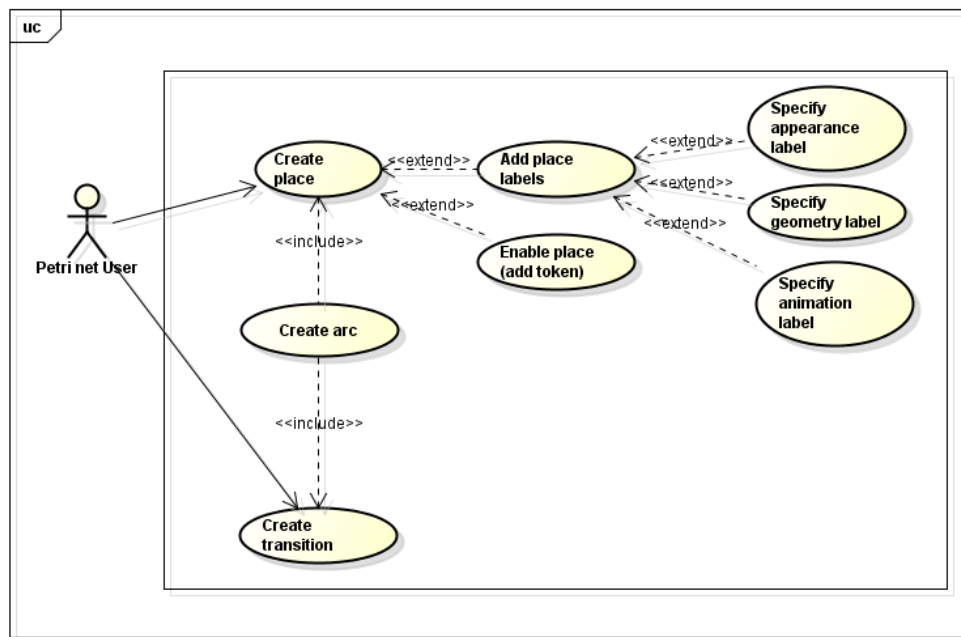 uc
Specify
appearance
label
<<extend>>
Create
place
<<extend>>
Add place
labels
<<extend>>
Specify
geometry label
<<extend>>
<<extend>>
Petri net User
<<include>>
Enable place
(add token)
Specify
animation
label
Create arc
<<include>>
Create
transition